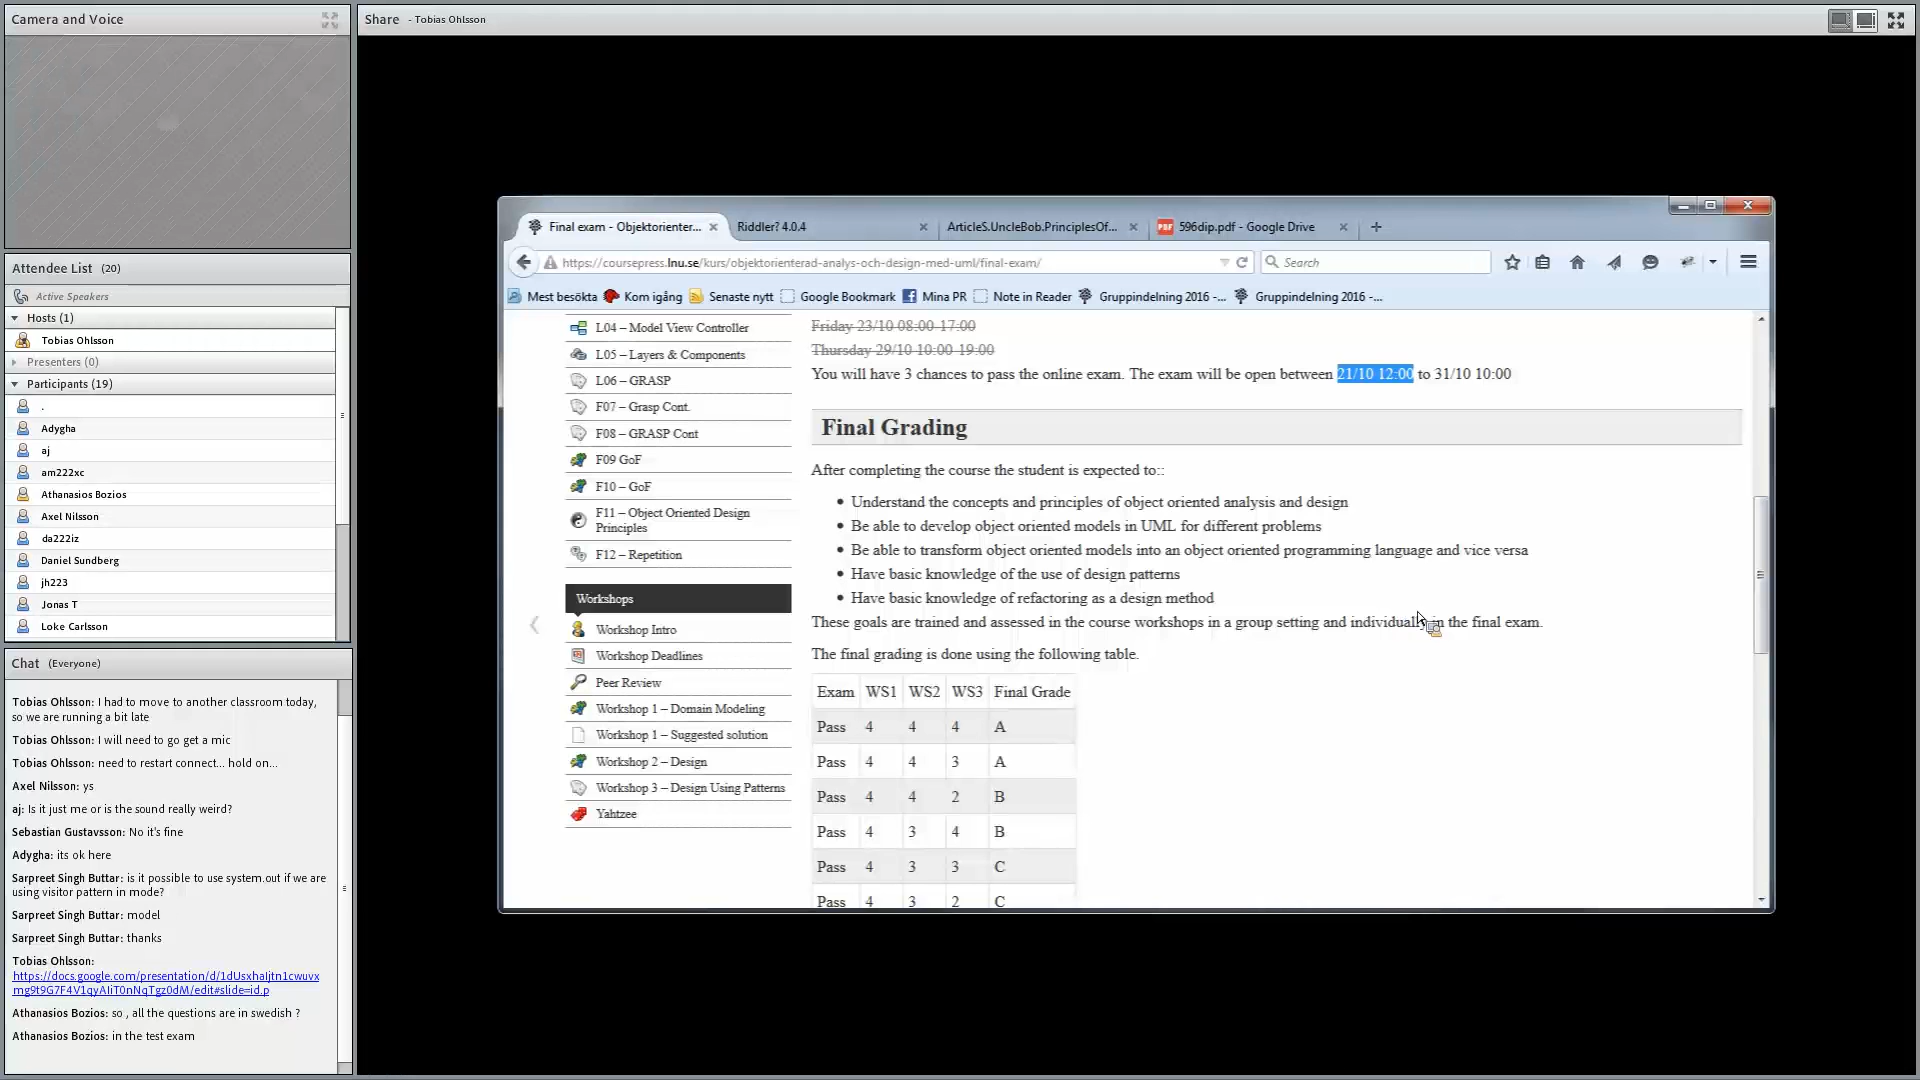 Camera and Voice
Attendee List (20)
Active Speakers
Hosts (1)
Tobias Ohlsson
Presenters (0)
Participants (19)
.
Adygha
aj
am222xc
Athanasios Bozios
Axel Nilsson
da222iz
Daniel Sundberg
jh223
Jonas T
Loke Carlsson
Chat (Everyone)
Tobias Ohlsson: I had to move to another classroom today,
so we are running a bit late
Tobias Ohlsson: I will need to go get a mic
Tobias Ohlsson: need to restart connect... hold on...
Axel Nilsson: ys
aj: Is it just me or is the sound really weird?
Sebastian Gustavsson: No it's fine
Adygha: its ok here
Sarpreet Singh Buttar: is it possible to use system.out if we are
using visitor pattern in mode?
Sarpreet Singh Buttar: model
Sarpreet Singh Buttar: thanks
Tobias Ohlsson:
Athanasios Bozios: so , all the questions are in swedish ?
Athanasios Bozios: in the test exam
Share - Tobias Ohlsson
Final exam - Objektorienter...
Riddler? 4.0.4
ArticleS.UncleBob.PrinciplesOf...
PDF 596dip.pdf - Google Drive
https://coursepress.lnu.se/kurs/objektorienterad-analys-och-design-med-uml/final-exam/
Search
Mest besökta Kom igång Senaste nytt Google Bookmark Mina PR Note in Reader Gruppindelning 2016 -... Gruppindelning 2016 -...
L04 – Model View Controller
L05 – Layers & Components
L06 – GRASP
F07 – Grasp Cont.
F08 – GRASP Cont
F09 GoF
F10 – GoF
F11 – Object Oriented Design
Principles
F12 – Repetition
Workshops
Workshop Intro
Workshop Deadlines
Peer Review
Workshop 1 – Domain Modeling
Workshop 1 – Suggested solution
Workshop 2 – Design
Workshop 3 – Design Using Patterns
Yahtzee
Friday 23/10 08:00-17:00
Thursday 29/10 10:00-19:00
You will have 3 chances to pass the online exam. The exam will be open between 21/10 12:00 to 31/10 10:00
Final Grading
After completing the course the student is expected to::
• Understand the concepts and principles of object oriented analysis and design
• Be able to develop object oriented models in UML for different problems
• Be able to transform object oriented models into an object oriented programming language and vice versa
• Have basic knowledge of the use of design patterns
• Have basic knowledge of refactoring as a design method
These goals are trained and assessed in the course workshops in a group setting and individually in the final exam.
The final grading is done using the following table.
Exam WS1 WS2 WS3 Final Grade
Pass 4 4 4 A
Pass 4 4 3 A
Pass 4 4 2 B
Pass 4 3 4 B
Pass 4 3 3 C
Pass 4 3 2 C